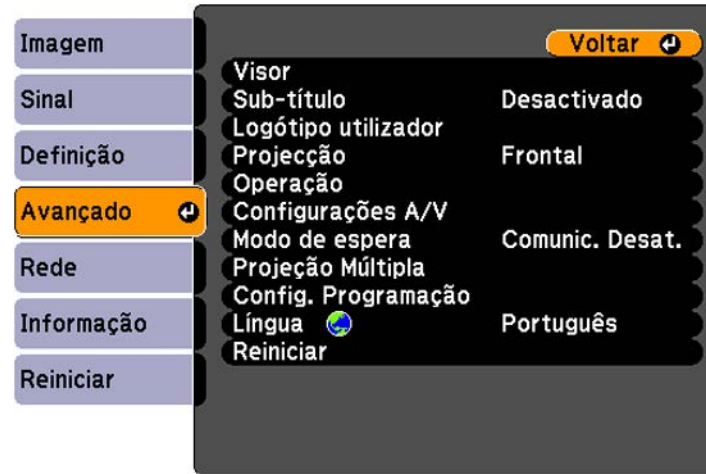 Imagem
Sinal
Definição
Avançado
Rede
Informação
Reiniciar
Voltar
Visor
Sub-título Desactivado
Logótipo utilizador
Projecção Frontal
Operação
Configurações A/V
Modo de espera Comunic. Desat.
Projeção Múltipla
Config. Programação
Língua Português
Reiniciar